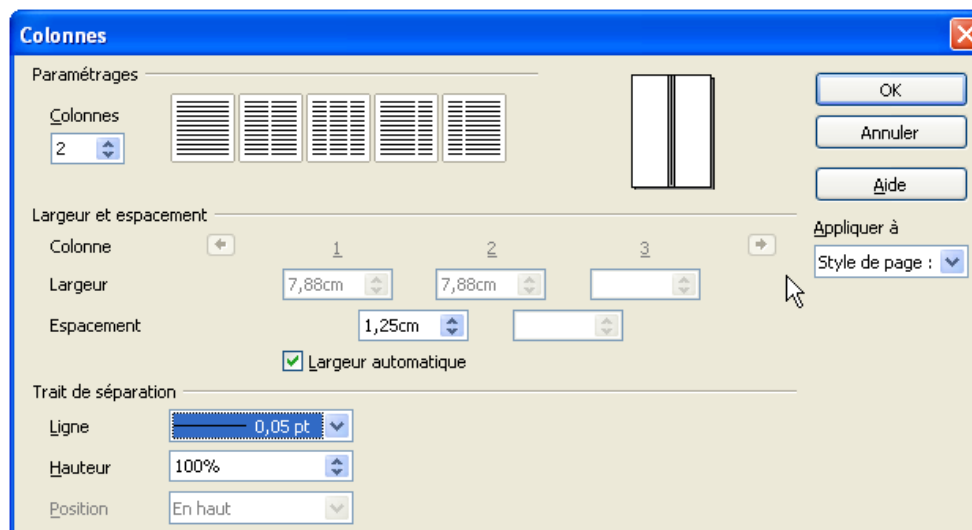 Colonnes
Paramétrages
OK
Colonnes
2
Annuler
Aide
Largeur et espacement
Appliquer à
Colonne 1 2 3
Style de page :
Largeur 7,88cm 7,88cm
Espacement 1,25cm
Largeur automatique
Trait de séparation
Ligne 0,05 pt
Hauteur 100%
Position En haut